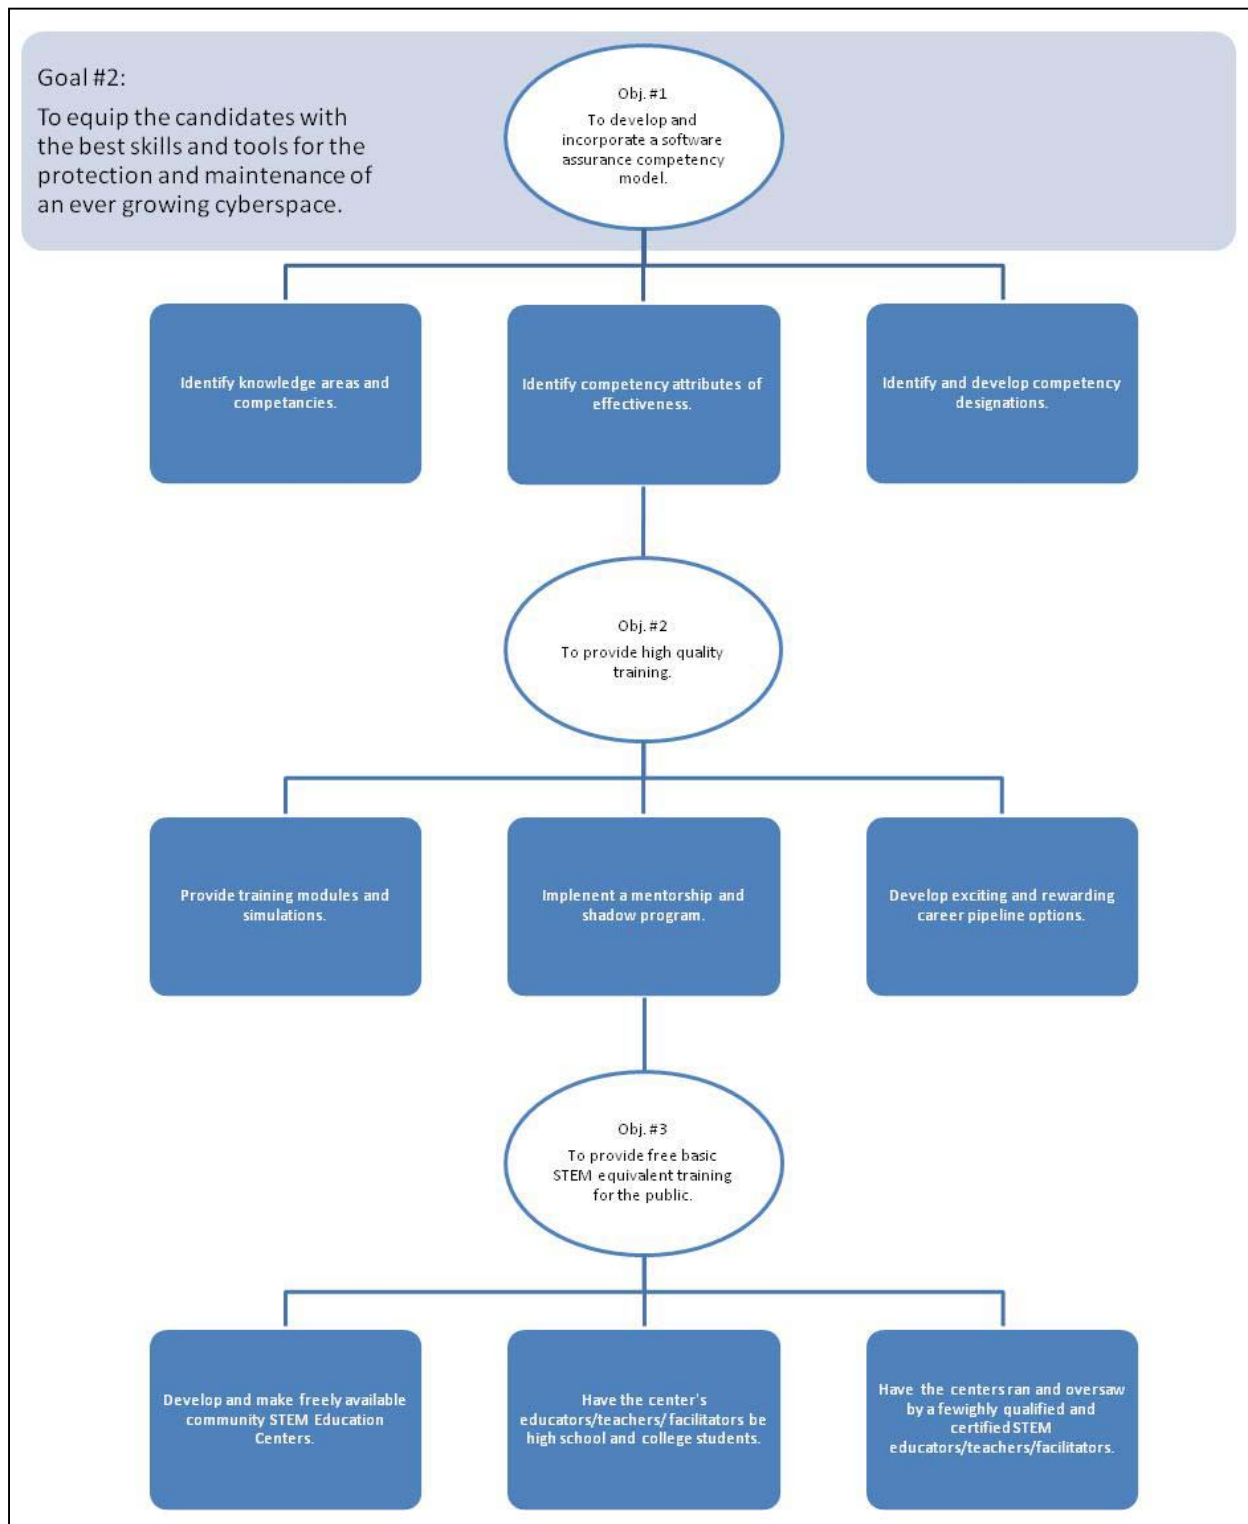 Goal #2:
To equip the candidates with
the best skills and tools for the
protection and maintenance of
an ever growing cyberspace.
Obj. #1
To develop and
incorporate a software
assurance competency
model.
Identify knowledge areas and
competancies.
Identify competency attributes of
effectiveness.
Identify and develop competency
designations.
Obj. #2
To provide high quality
training.
Provide training modules and
simulations.
Implenent a mentorship and
shadow program.
Develop exciting and rewarding
career pipeline options.
Obj. #3
To provide free basic
STEM equivalent training
for the public.
Develop and make freely available
community STEM Education
Centers.
Have the center's
educators/teachers/facilitators be
high school and college students.
Have the centers ran and oversaw
by a fewighly qualified and
certified STEM
educators/teachers/facilitators.